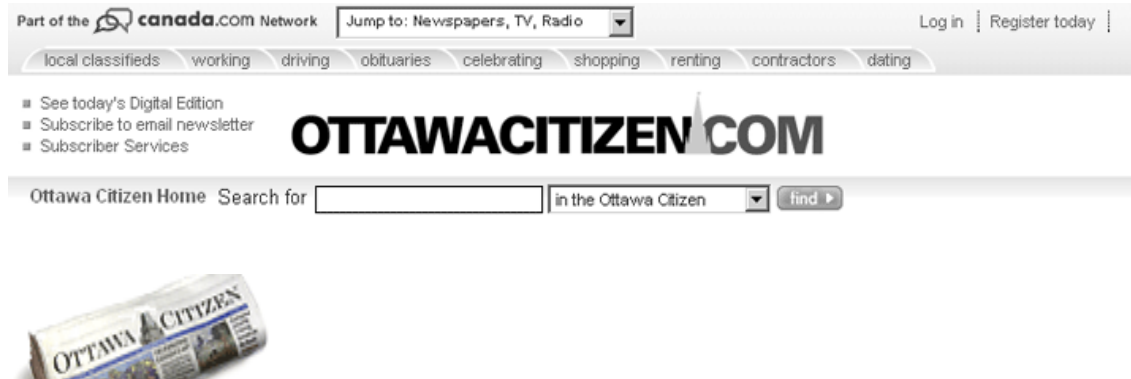 Part of the canada.com Network Jump to: Newspapers, TV, Radio Log in Register today
local classifieds working driving obituaries celebrating shopping renting contractors dating
See today's Digital Edition
Subscribe to email newsletter
Subscriber Services
OTTAWACITIZEN.COM
Ottawa Citizen Home Search for in the Ottawa Citizen find
OTTAWA CITIZEN